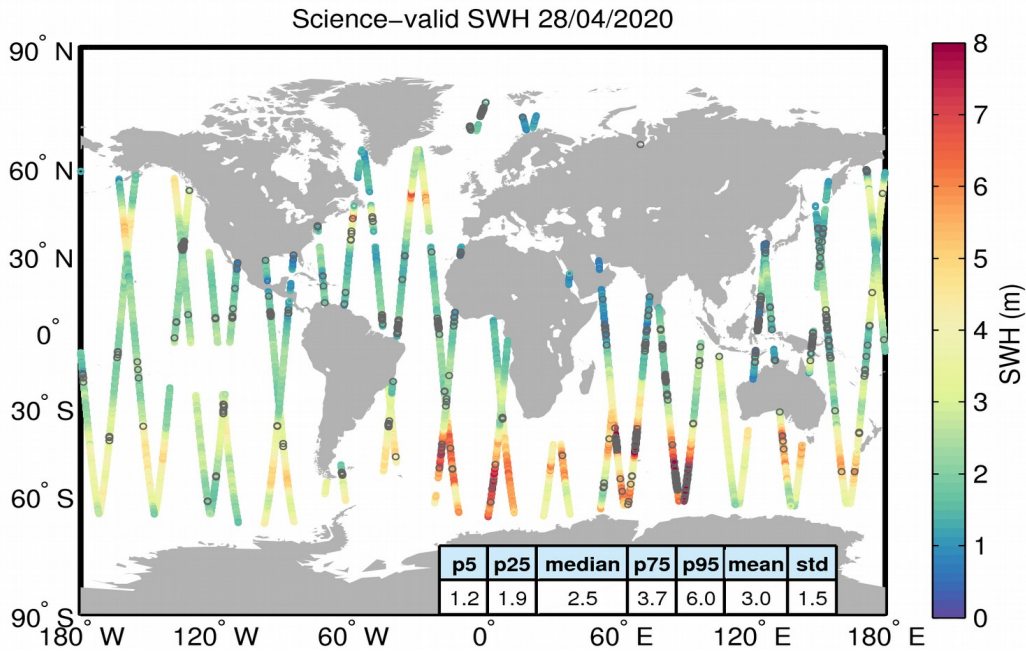 Science−valid SWH 28/04/2020
90° N
60° N
30° N
0°
30° S
60° S
90° S
180° W
120° W
60° W
0°
60° E
120° E
180° E
p5 p25 median p75 p95 mean std
1.2 1.9 2.5 3.7 6.0 3.0 1.5
8
7
6
5
4
3
2
1
0
SWH (m)